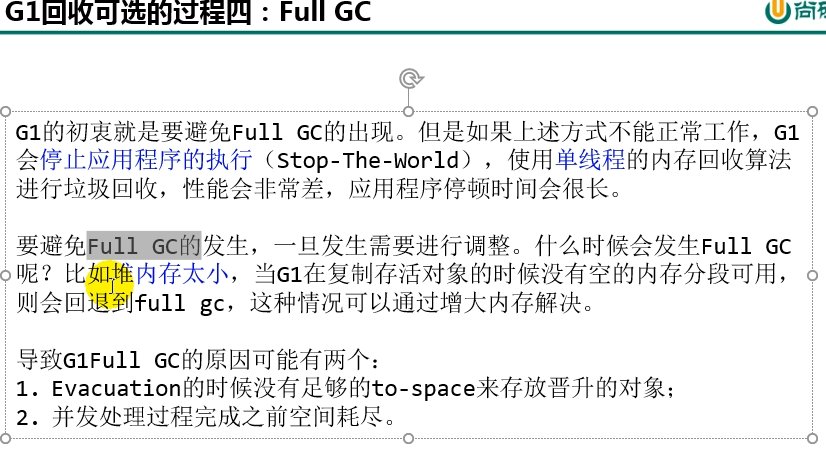 G1回收可选的过程四：Full GC
尚
G1的初衷就是要避免Full GC的出现。但是如果上述方式不能正常工作，G1
会停止应用程序的执行（Stop-The-World），使用单线程的内存回收算法
进行垃圾回收，性能会非常差，应用程序停顿时间会很长。
要避免Full GC的发生，一旦发生需要进行调整。什么时候会发生Full GC
呢？比如堆内存太小，当G1在复制存活对象的时候没有空的内存分段可用，
则会回退到full gc，这种情况可以通过增大内存解决。
导致G1Full GC的原因可能有两个：
1. Evacuation的时候没有足够的to-space来存放晋升的对象；
2. 并发处理过程完成之前空间耗尽。